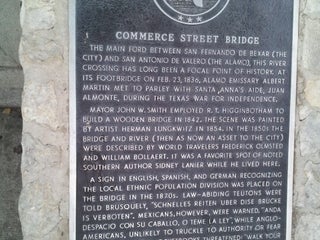 COMMERCE STREET BRIDGE
THE MAIN FORD BETWEEN SAN FERNANDO DE BEXAR (THE
CITY) AND SAN ANTONIO DE VALERO (THE ALAMO), THIS RIVER
CROSSING HAS LONG BEEN A FOCAL POINT OF HISTORY. AT
ITS FOOTBRIDGE ON FEB. 23, 1836, ALAMO EMISSARY ALBERT
MARTIN MET TO PARLEY WITH SANTA ANNA'S AIDE, JUAN
ALMONTE, DURING THE TEXAS WAR FOR INDEPENDENCE.
MAYOR JOHN W. SMITH EMPLOYED R. T. HIGGINBOTHAM TO
BUILD A WOODEN BRIDGE IN 1842. THE SCENE WAS PAINTED
BY ARTIST HERMAN LUNGKWITZ IN 1854. IN THE 1850s THE
BRIDGE AND RIVER (THEN AS NOW AN ASSET TO THE CITY)
WERE DESCRIBED BY WORLD TRAVELERS FREDERICK OLMSTED
AND WILLIAM BOLLAERT. IT WAS A FAVORITE SPOT OF NOTED
SOUTHERN AUTHOR SIDNEY LANIER WHILE HE LIVED HERE.
A SIGN IN ENGLISH, SPANISH, AND GERMAN RECOGNIZING
THE LOCAL ETHNIC POPULATION DIVISION WAS PLACED ON
THE BRIDGE IN THE 1870s. LAW-ABIDING TEUTONS WERE
TOLD BRUSQUELY, "SCHNELLES REITEN UBER DISE BRUCKE
IS VERBOTEN". MEXICANS, HOWEVER, WERE WARNED, "ANDA
DESPACIO CON SU CABALLO, O TEME LA LEY", WHILE ANGLO-
AMERICANS, UNLIKELY TO TRUCKLE TO AUTHORITY OR FEAR
THREATENED "WALK YOUR